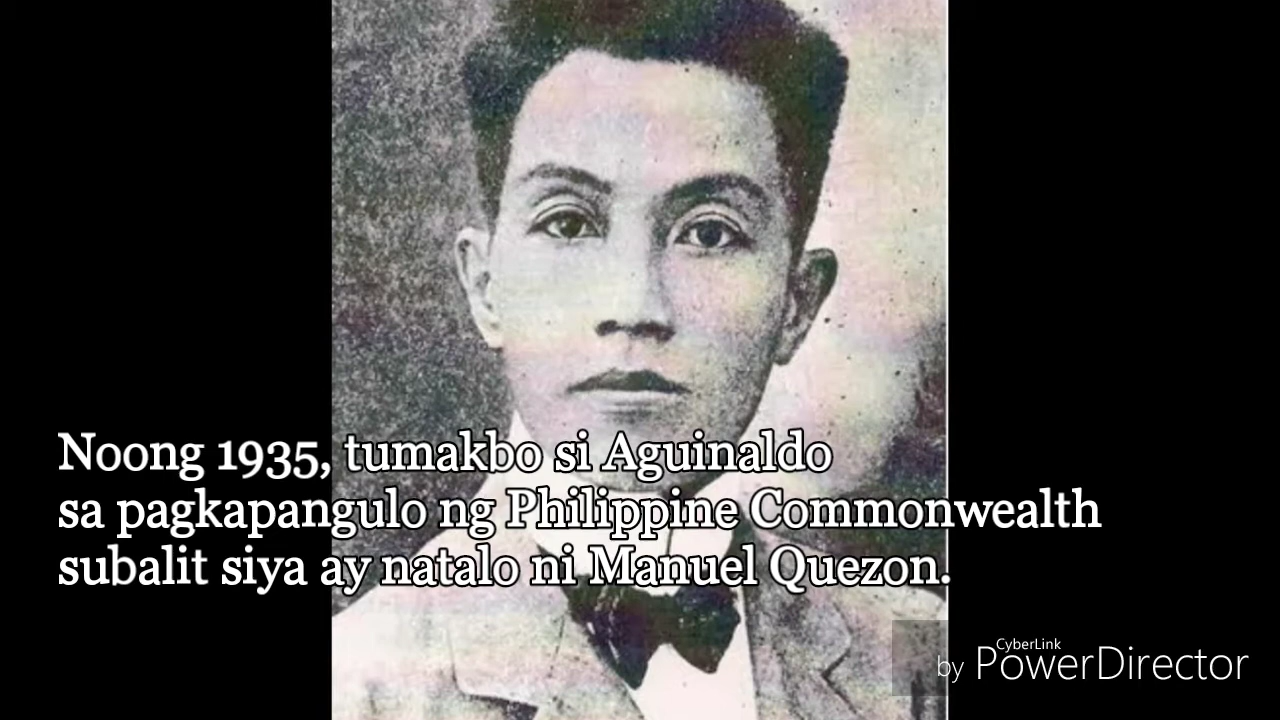 Noong 1935, tumakbo si Aguinaldo
sa pagkapangulo ng Philippine Commonwealth
subalit siya ay natalo ni Manuel Quezon.
CyberLink
by PowerDirector